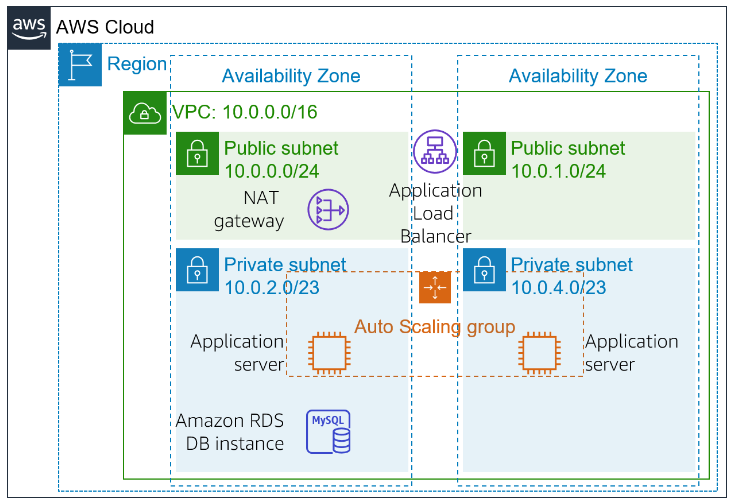 aws
AWS Cloud
Region
Availability Zone
Availability Zone
VPC: 10.0.0.0/16
Public subnet
10.0.0.0/24
Public subnet
10.0.1.0/24
NAT
gateway
Application
Load
Balancer
Private subnet
10.0.2.0/23
Private subnet
10.0.4.0/23
Auto Scaling group
Application
server
Application
server
Amazon RDS
DB instance
MySQL